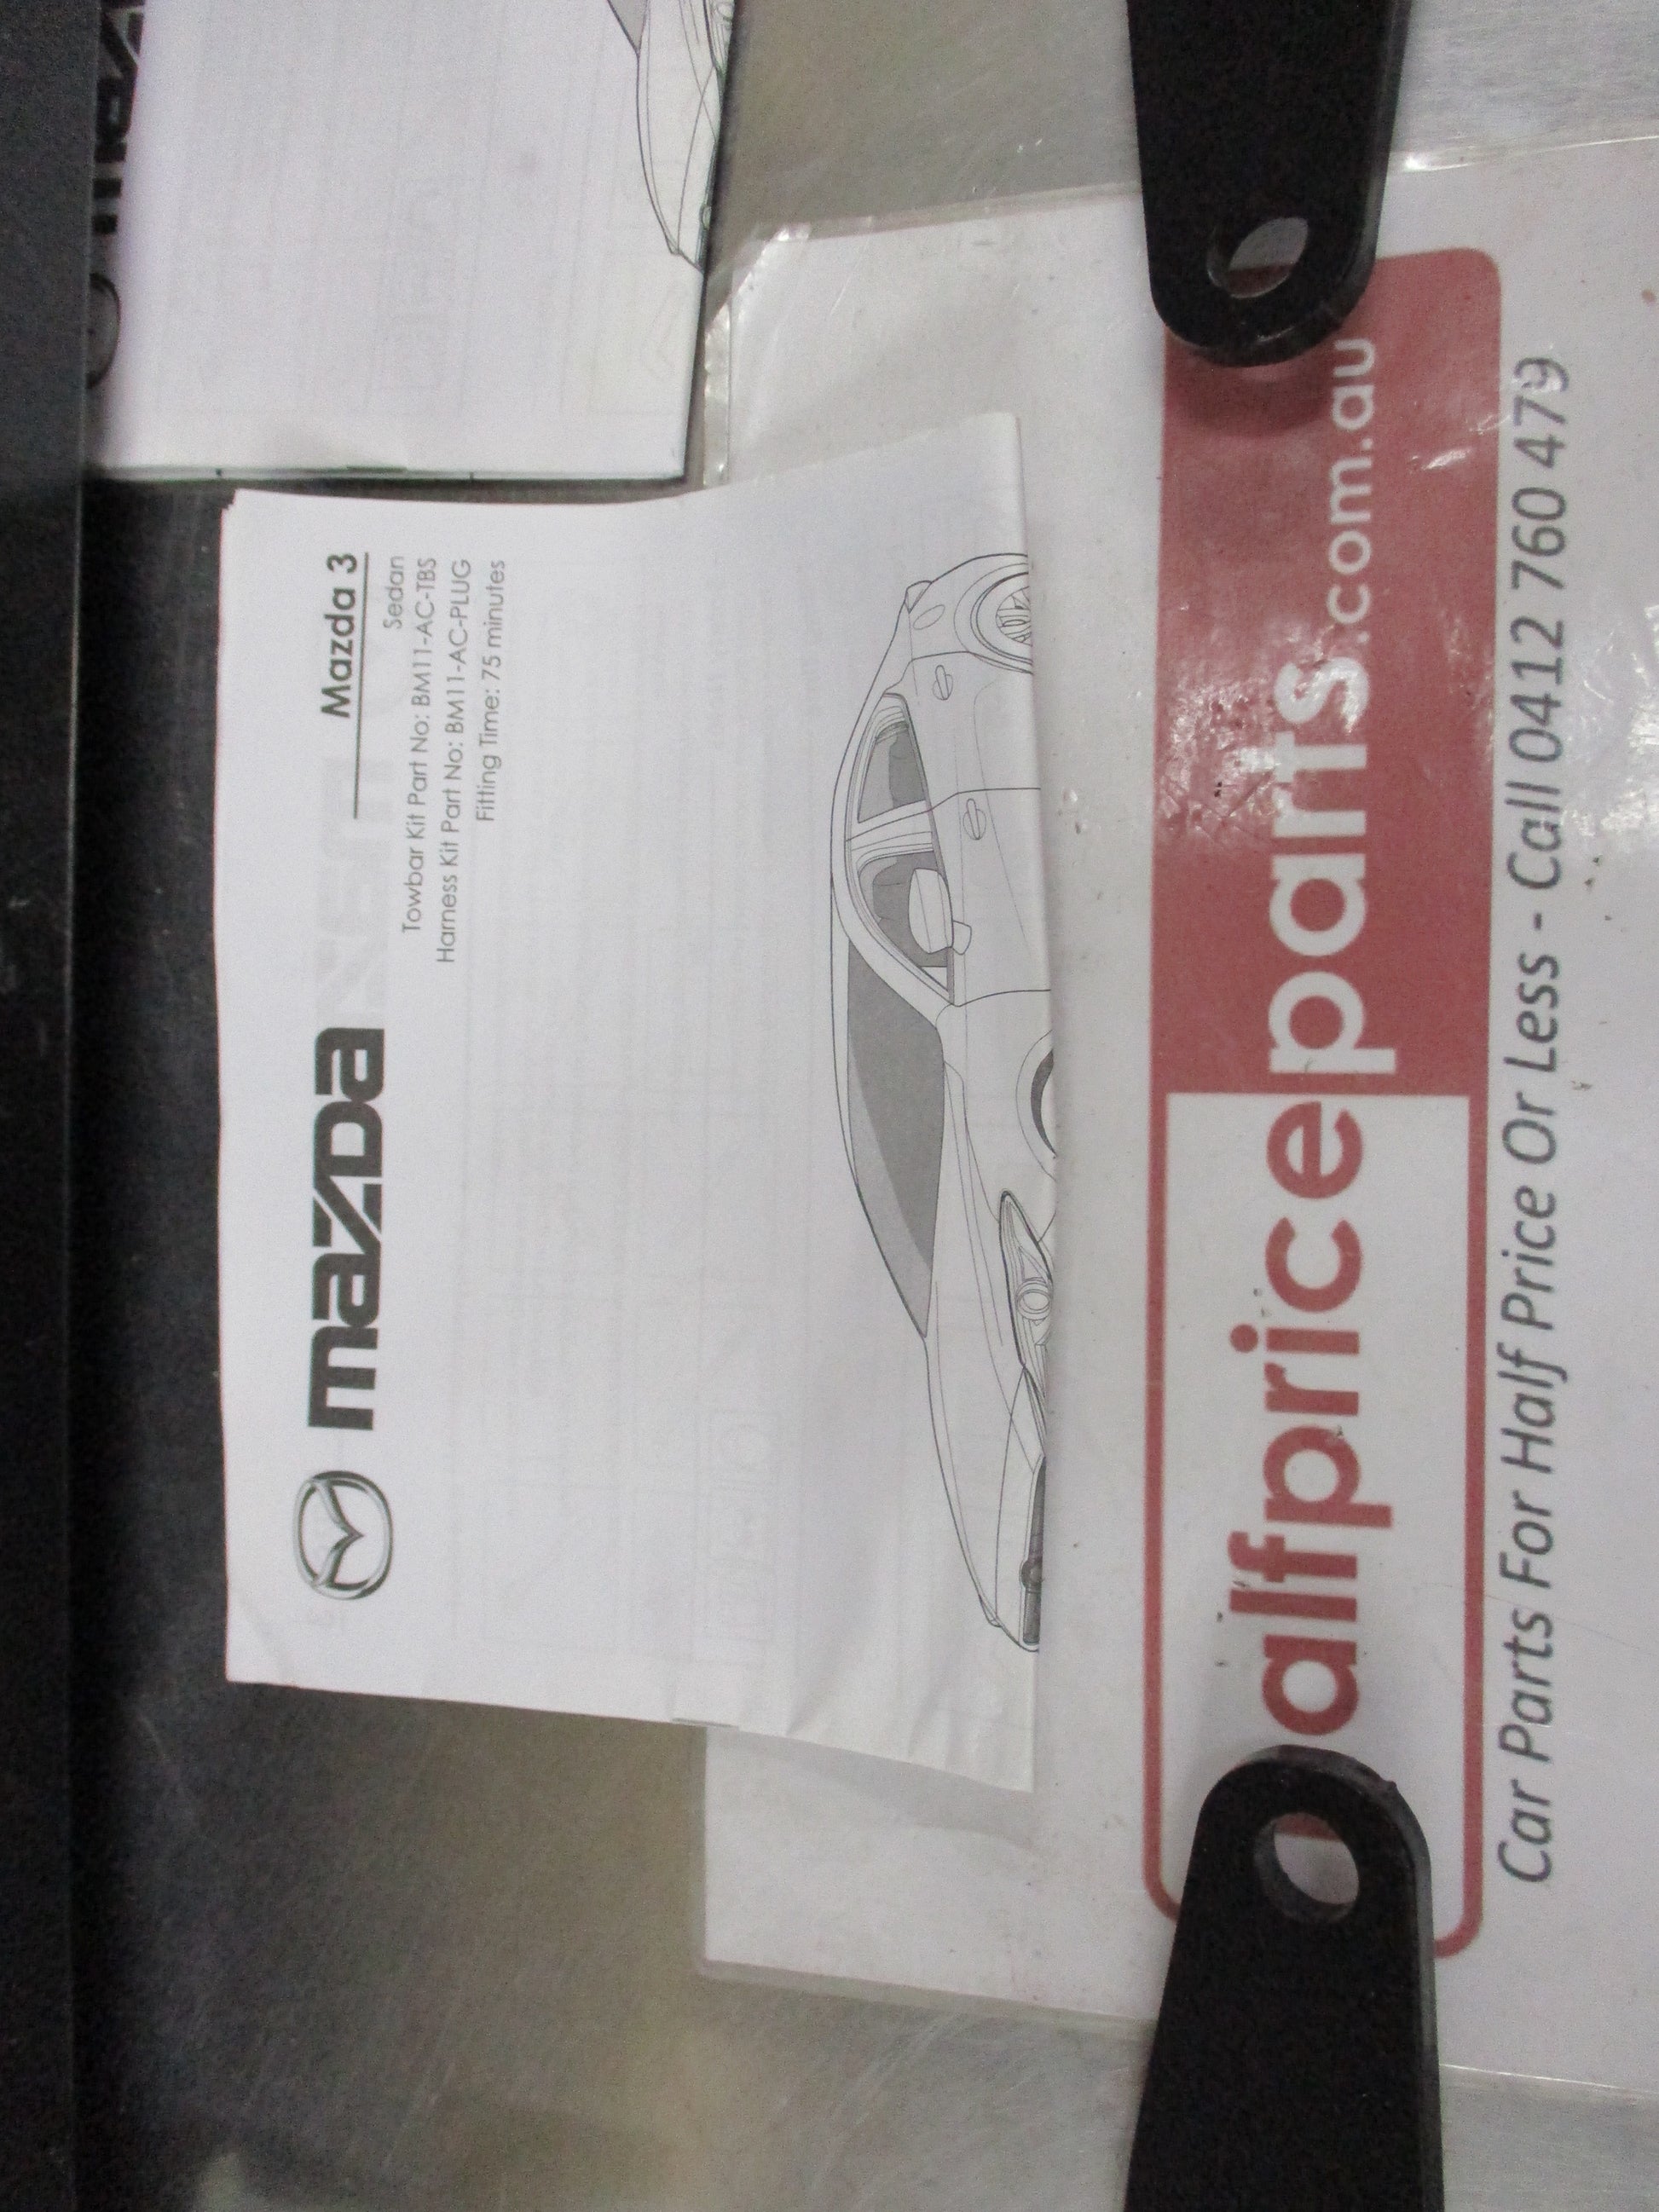 mazda
Mazda 3
Sedan
Towbar Kit Part No: BM11-AC-TBS
Harness Kit Part No: BM11-AC-PLUG
Fitting Time: 75 minutes
alfpriceparts.com.au
Car Parts For Half Price Or Less - Call 0412 760 479